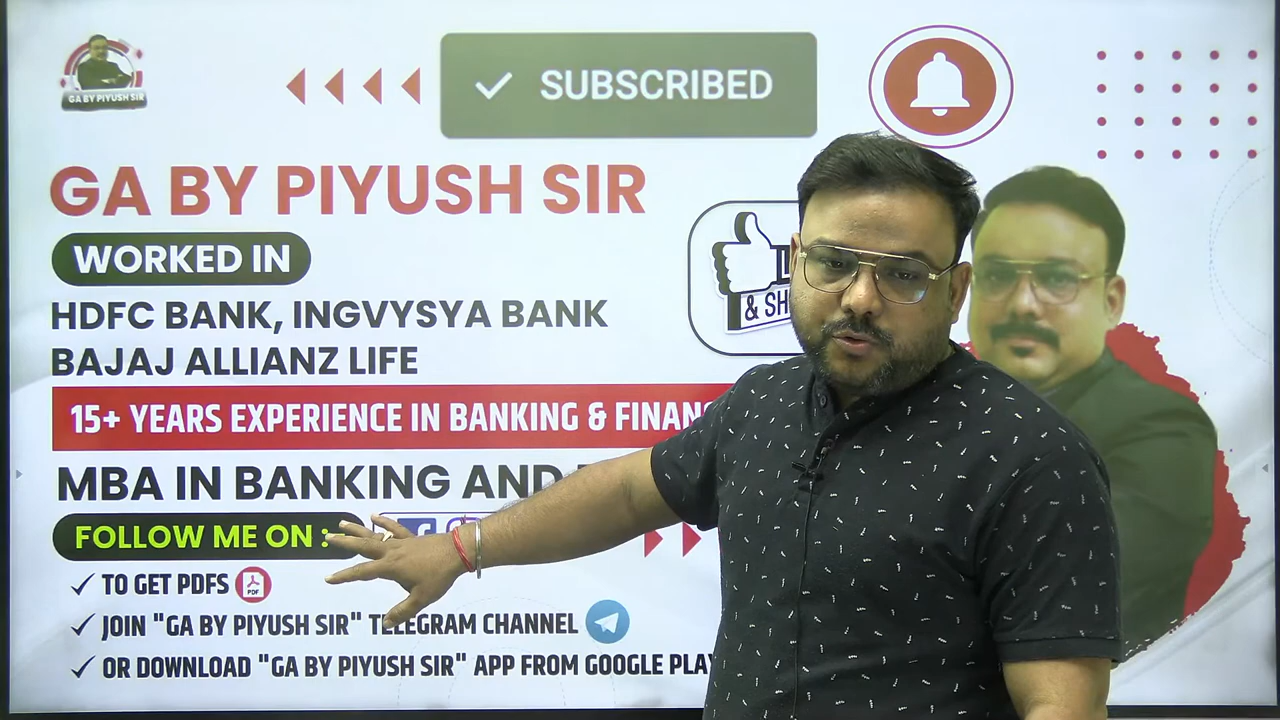 GA BY PIYUSH SIR
SUBSCRIBED
GA BY PIYUSH SIR
WORKED IN
HDFC BANK, INGVYSYA BANK
BAJAJ ALLIANZ LIFE
& SH
15+ YEARS EXPERIENCE IN BANKING & FINANC
MBA IN BANKING AND
FOLLOW ME ON :
TO GET PDFS
PDF
JOIN "GA BY PIYUSH SIR" TELEGRAM CHANNEL
OR DOWNLOAD "GA BY PIYUSH SIR" APP FROM GOOGLE PLAY